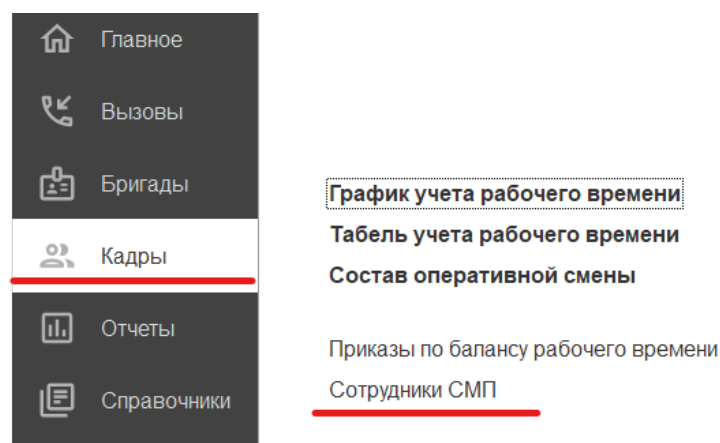 Главное
Вызовы
Бригады
Кадры
Отчеты
Справочники
График учета рабочего времени
Табель учета рабочего времени
Состав оперативной смены
Приказы по балансу рабочего времени
Сотрудники СМП